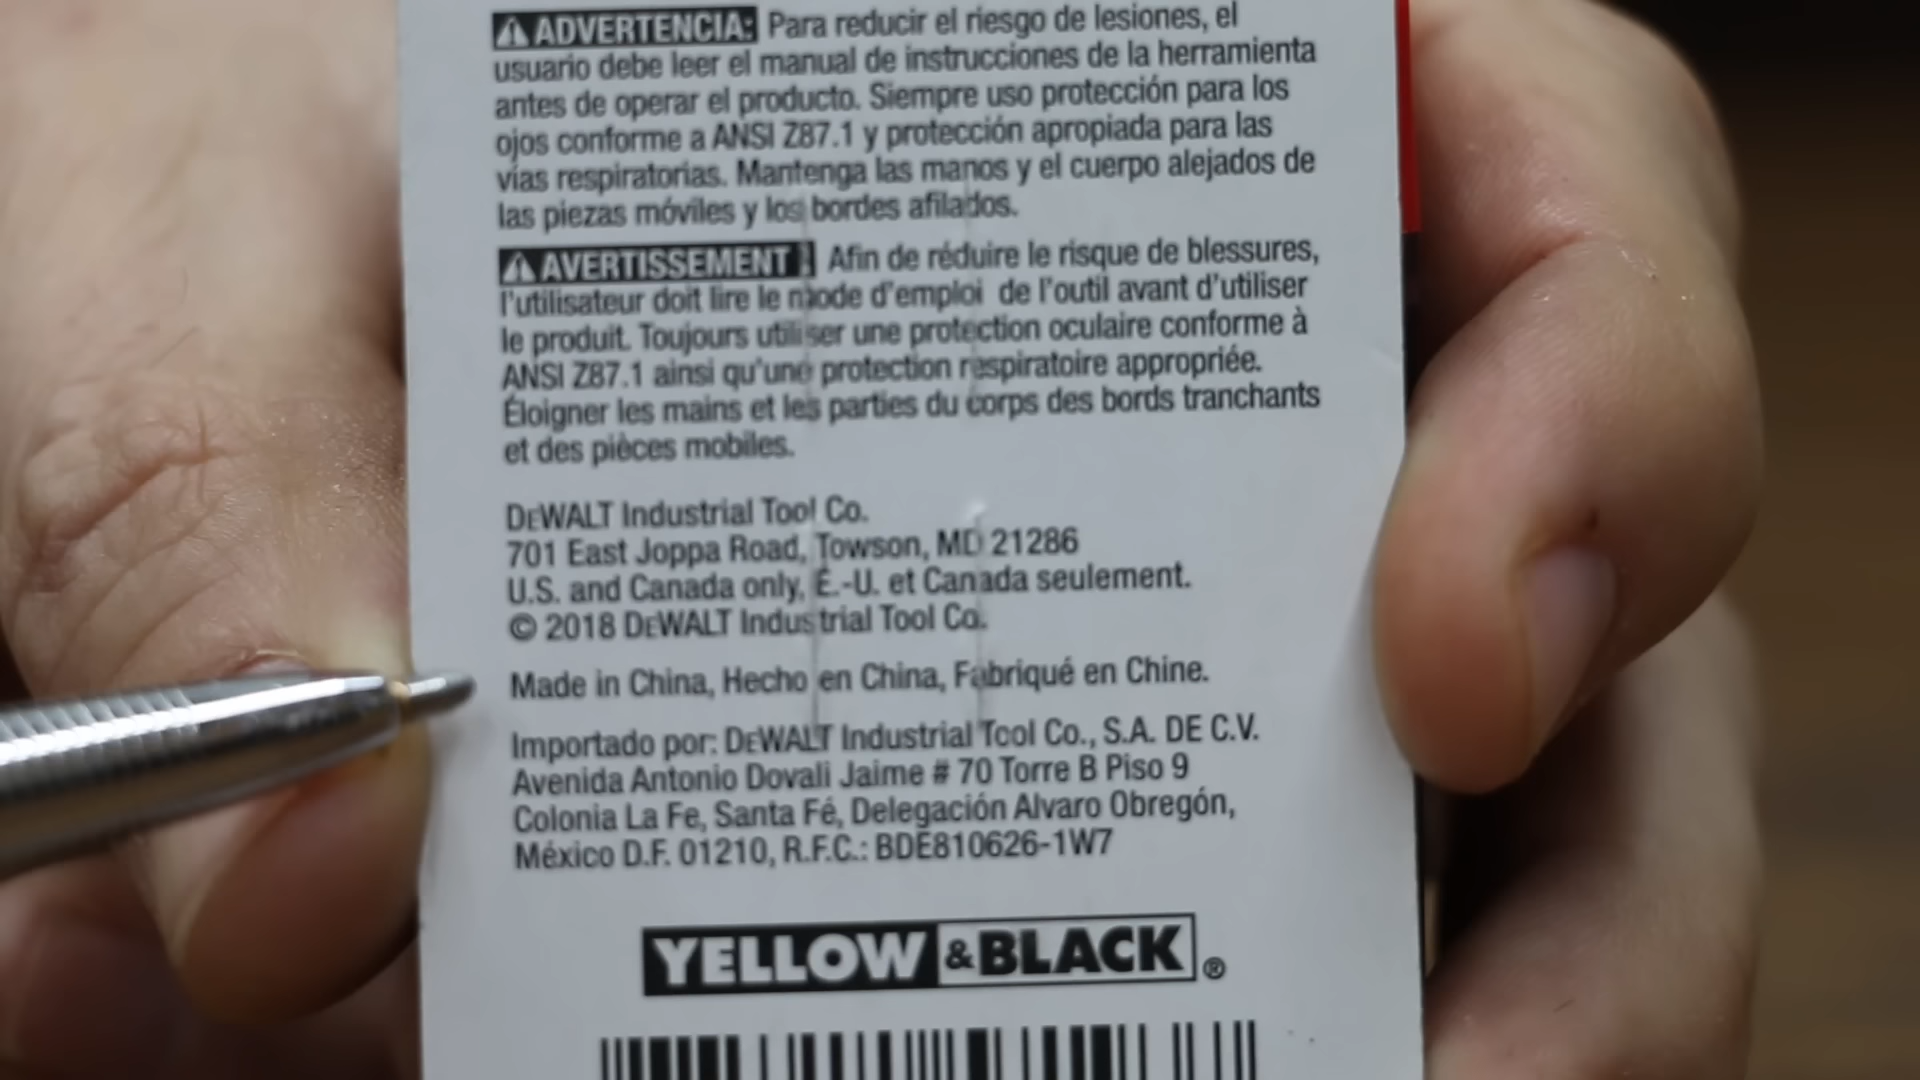 ADVERTENCIA: Para reducir el riesgo de lesiones, el
usuario debe leer el manual de instrucciones de la herramienta
antes de operar el producto. Siempre uso protección para los
ojos conforme a ANSI Z87.1 y protección apropiada para las
vías respiratorias. Mantenga las manos y el cuerpo alejados de
las piezas móviles y los bordes afilados.
AVERTISSEMENT ! Afin de réduire le risque de blessures,
l'utilisateur doit lire le mode d'emploi de l'outil avant d'utiliser
le produit. Toujours utiliser une protection oculaire conforme à
ANSI Z87.1 ainsi qu'une protection respiratoire appropriée.
Éloigner les mains et les parties du corps des bords tranchants
et des pièces mobiles.
DEWALT Industrial Tool Co.
701 East Joppa Road, Towson, MD 21286
U.S. and Canada only, É.-U. et Canada seulement.
© 2018 DEWALT Industrial Tool Co.
Made in China, Hecho en China, Fabriqué en Chine.
Importado por: DEWALT Industrial Tool Co., S.A. DE C.V.
Avenida Antonio Dovali Jaime # 70 Torre B Piso 9
Colonia La Fe, Santa Fé, Delegación Alvaro Obregón,
México D.F. 01210, R.F.C.: BDE810626-1W7
YELLOW & BLACK ®